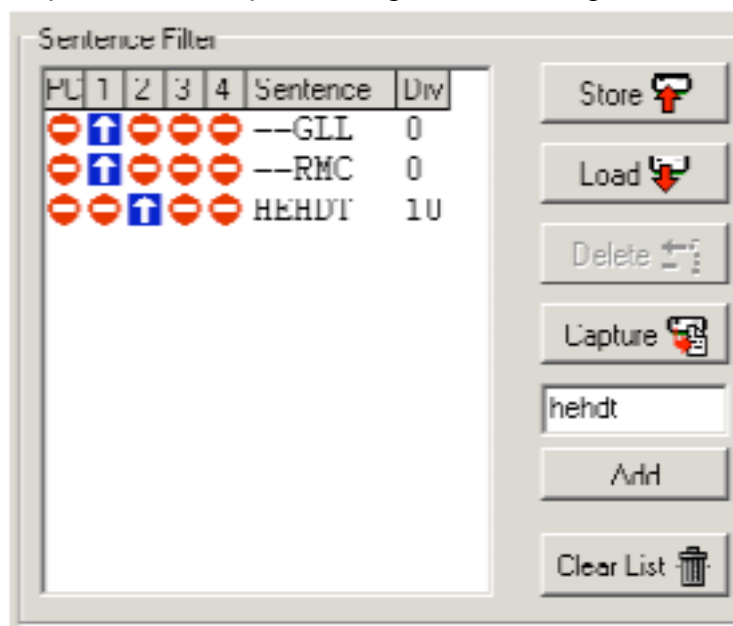 Sentence Filter
PC 1 2 3 4 Sentence Div
--GLL 0
--RMC 0
HEHDT 10
Store
Load
Delete
Capture
hehdt
Add
Clear List